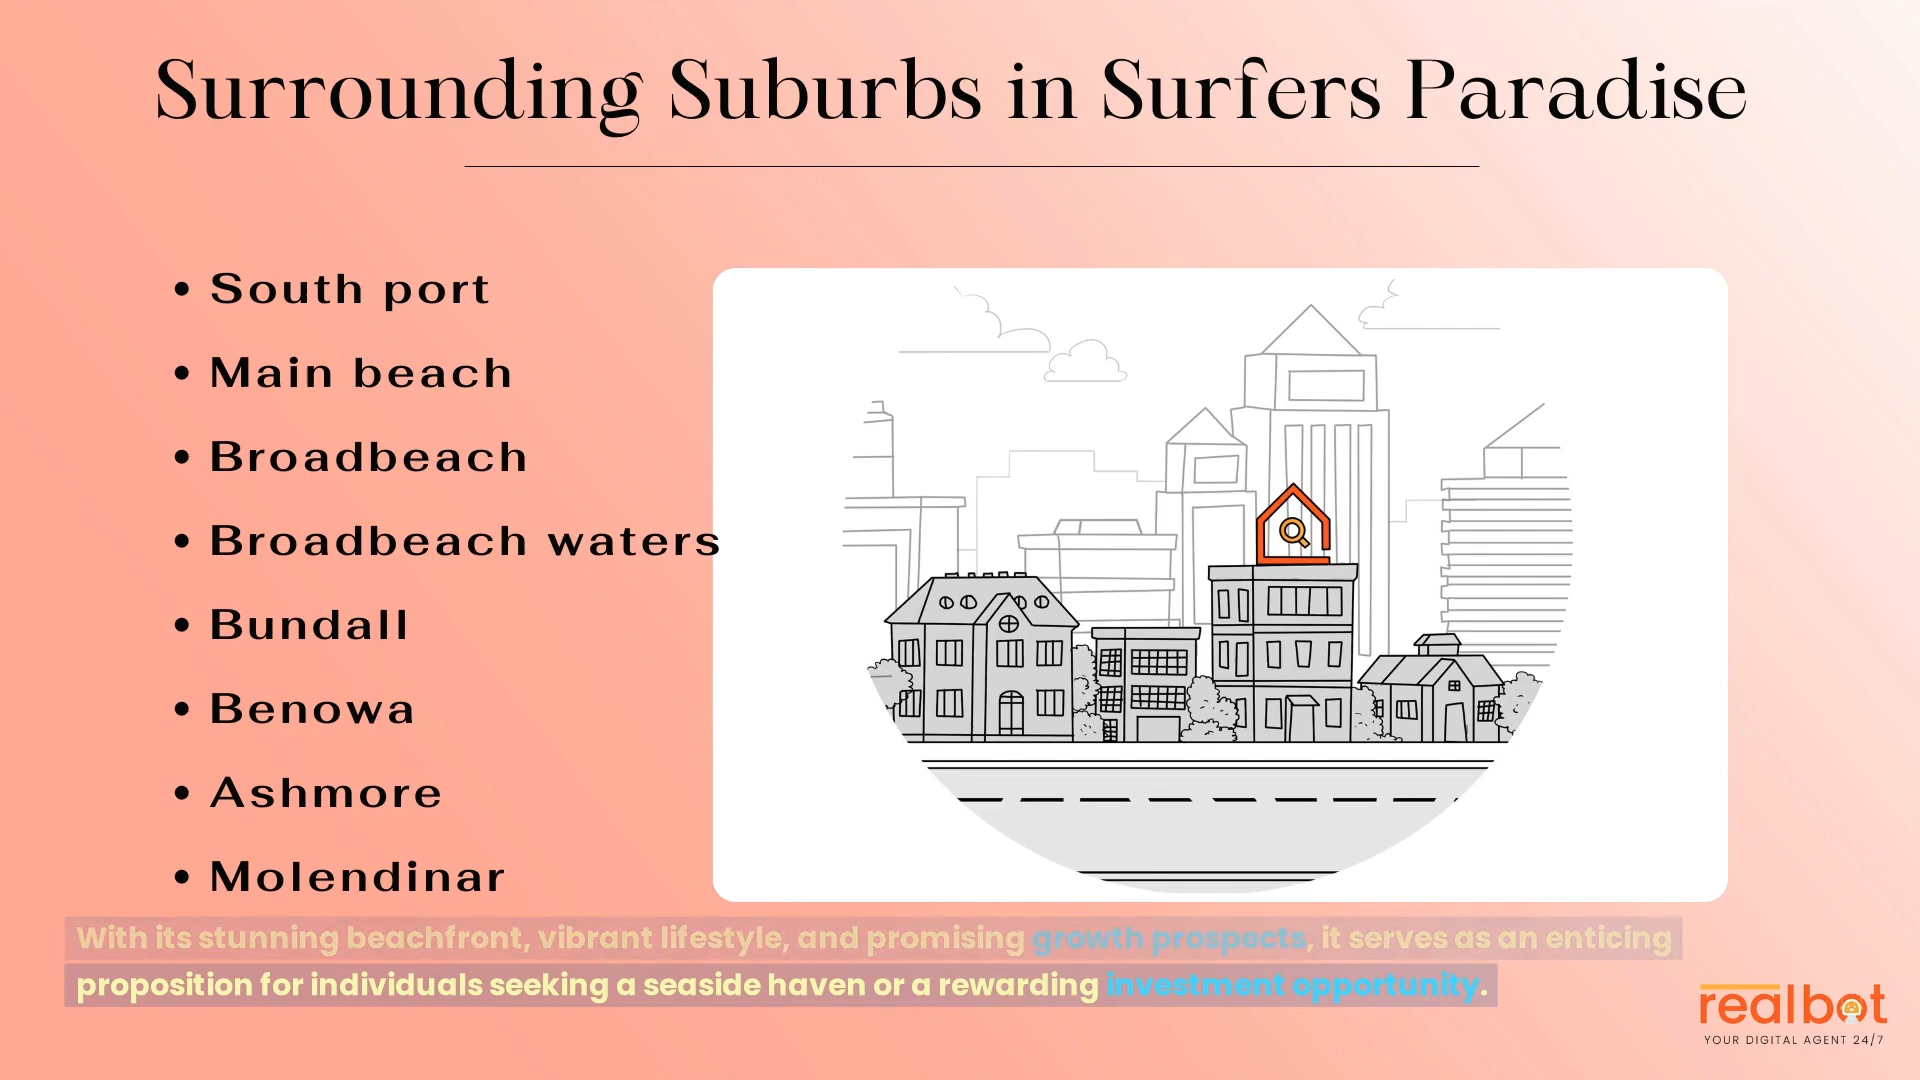 Surrounding Suburbs in Surfers Paradise
• South port
• Main beach
• Broadbeach
• Broadbeach waters
• Bundall
• Benowa
• Ashmore
• Molendinar
With its stunning beachfront, vibrant lifestyle, and promising growth prospects, it serves as an enticing
proposition for individuals seeking a seaside haven or a rewarding investment opportunity.
realbot
YOUR DIGITAL AGENT 24/7